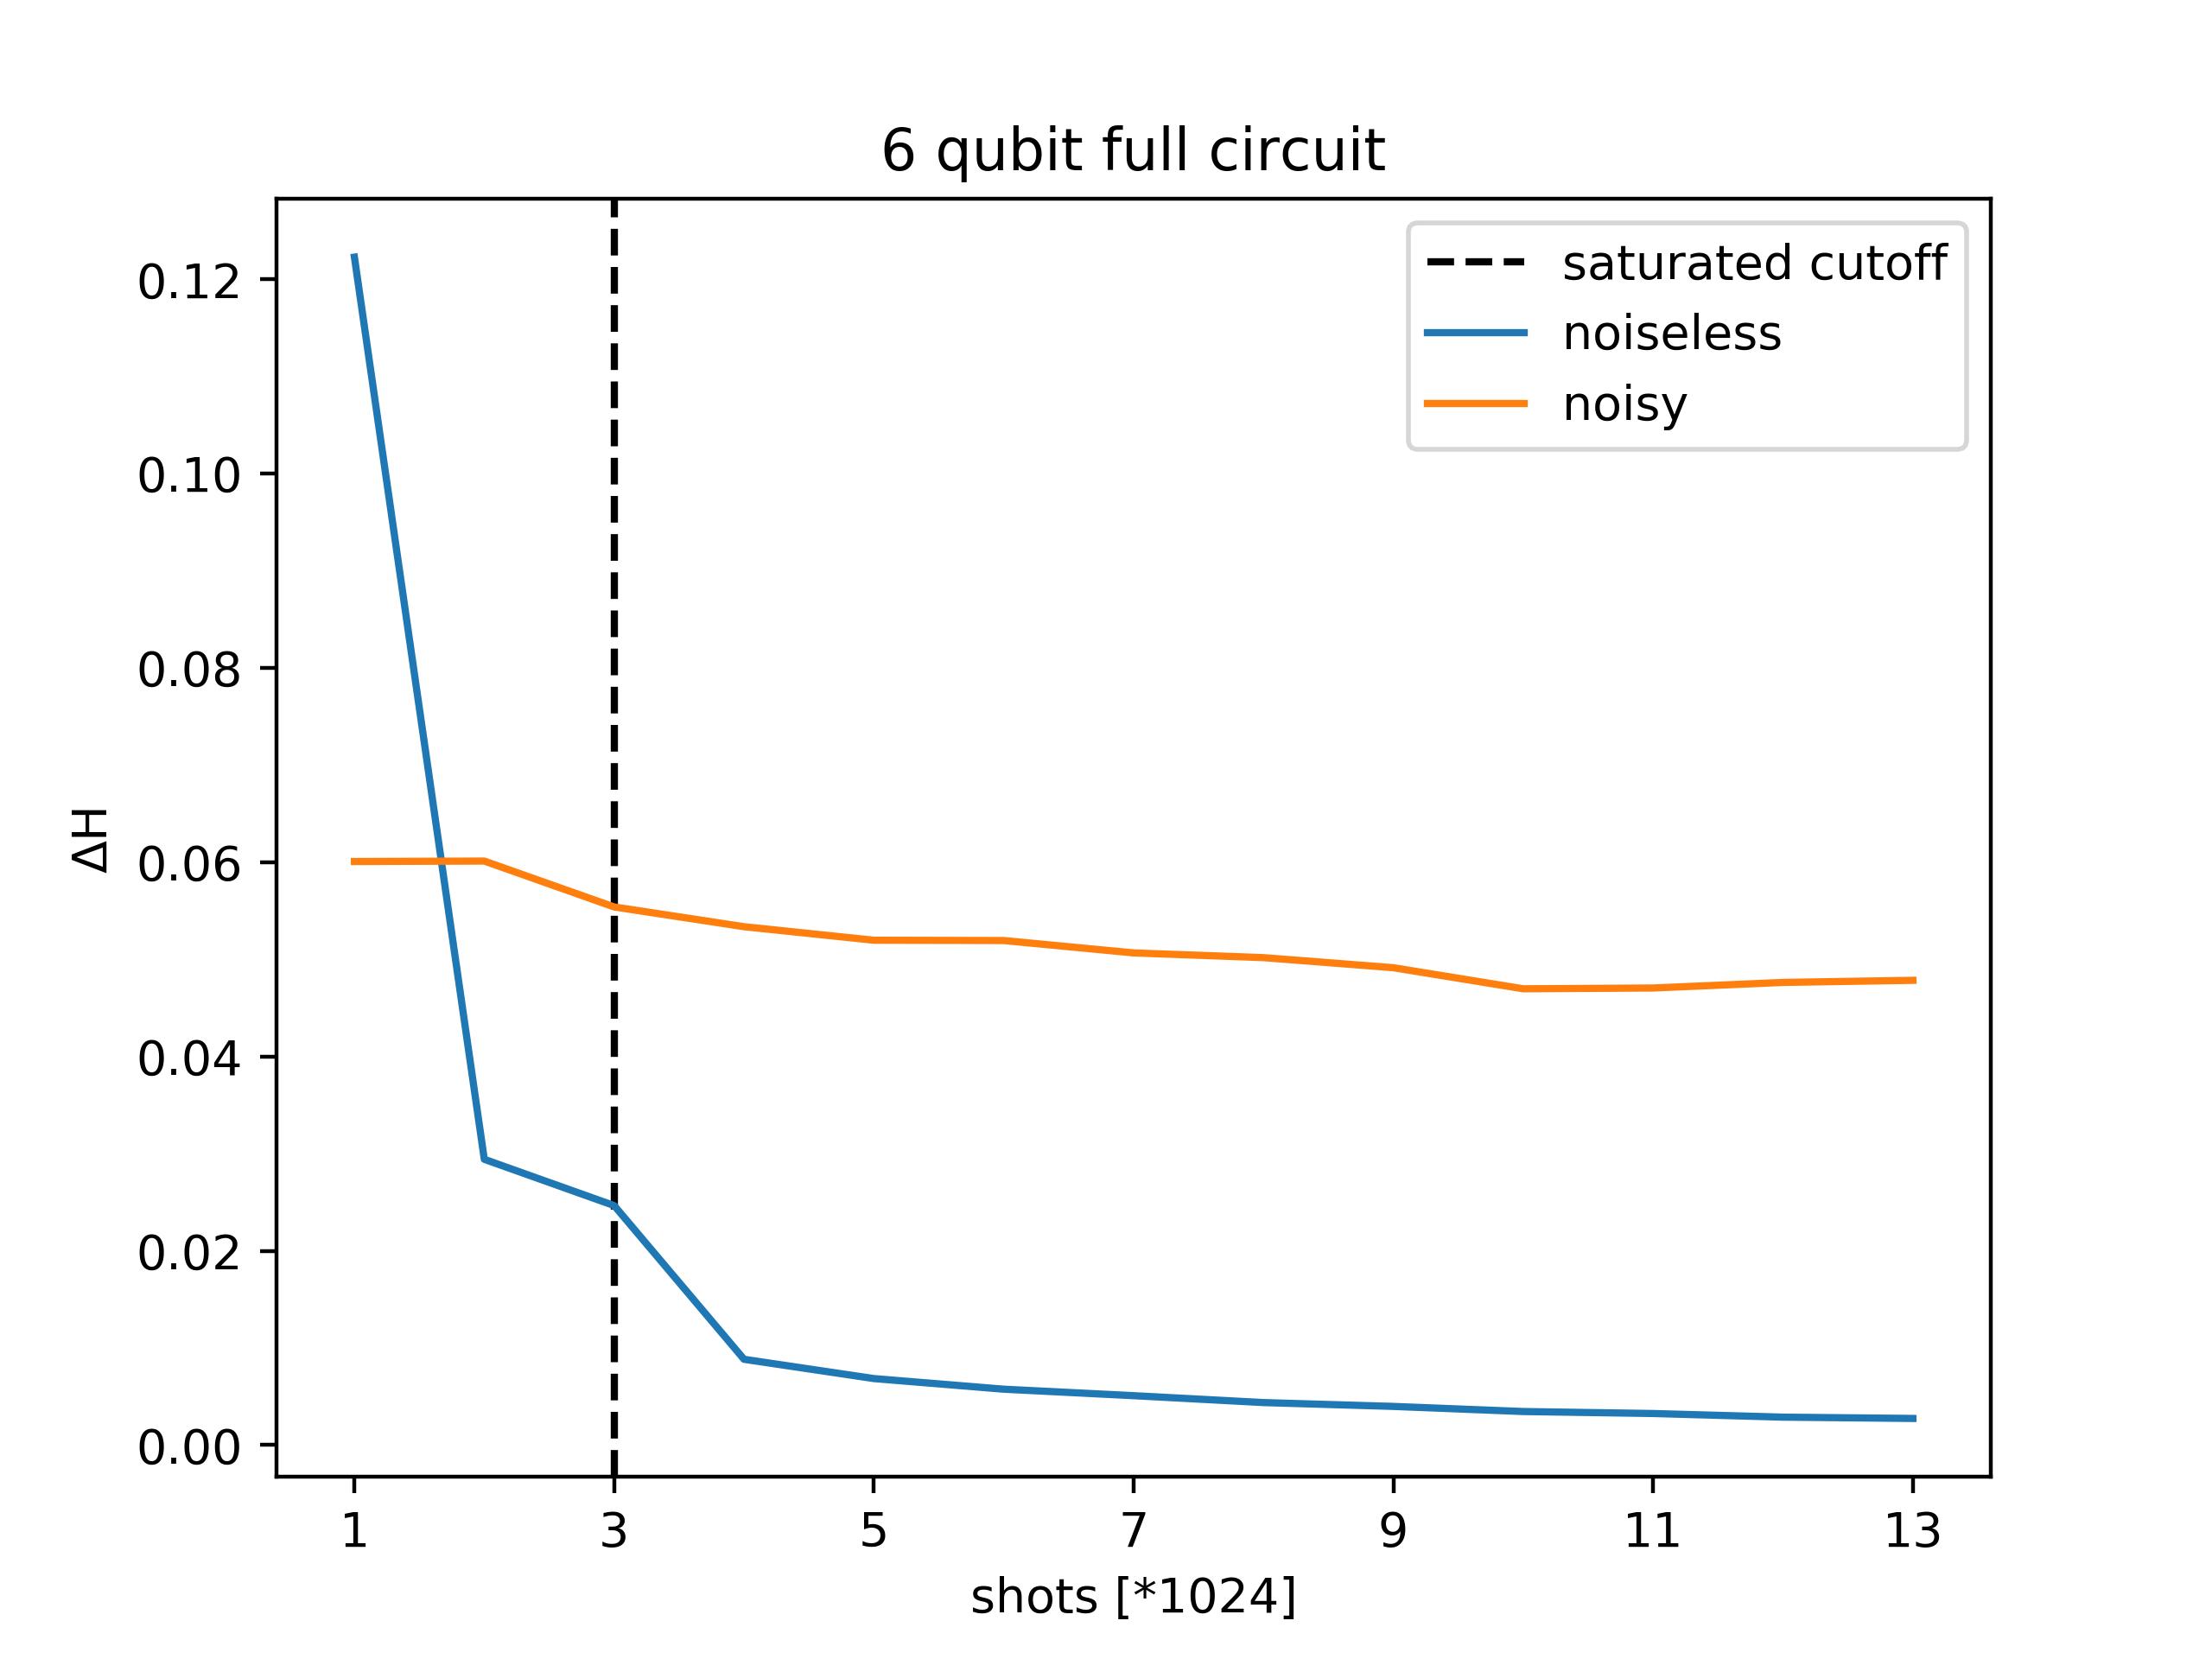 6 qubit full circuit
saturated cutoff
noiseless
noisy
ΔH
0.12
0.10
0.08
0.06
0.04
0.02
0.00
1 3 5 7 9 11 13
shots [*1024]